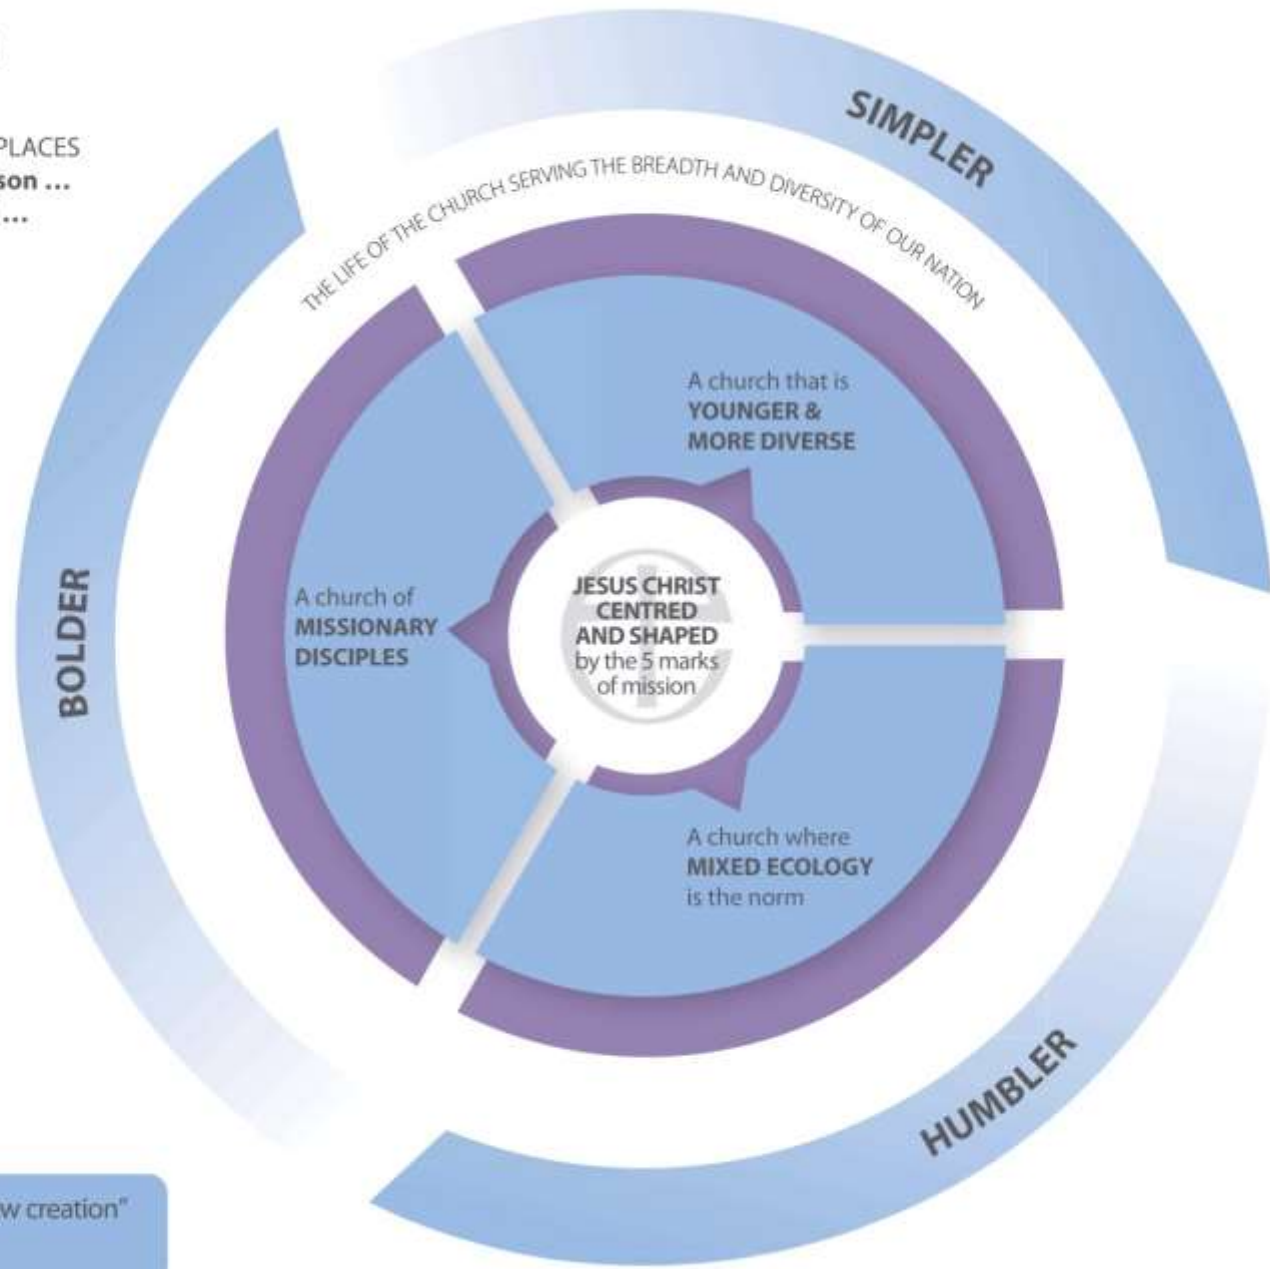 PLACES
son ...
...
SIMPLER
THE LIFE OF THE CHURCH SERVING THE BREADTH AND DIVERSITY OF OUR NATION
A church that is
YOUNGER &
MORE DIVERSE
BOLDER
A church of
MISSIONARY
DISCIPLES
JESUS CHRIST
CENTRED
AND SHAPED
by the 5 marks
of mission
A church where
MIXED ECOLOGY
is the norm
HUMBLER
w creation"